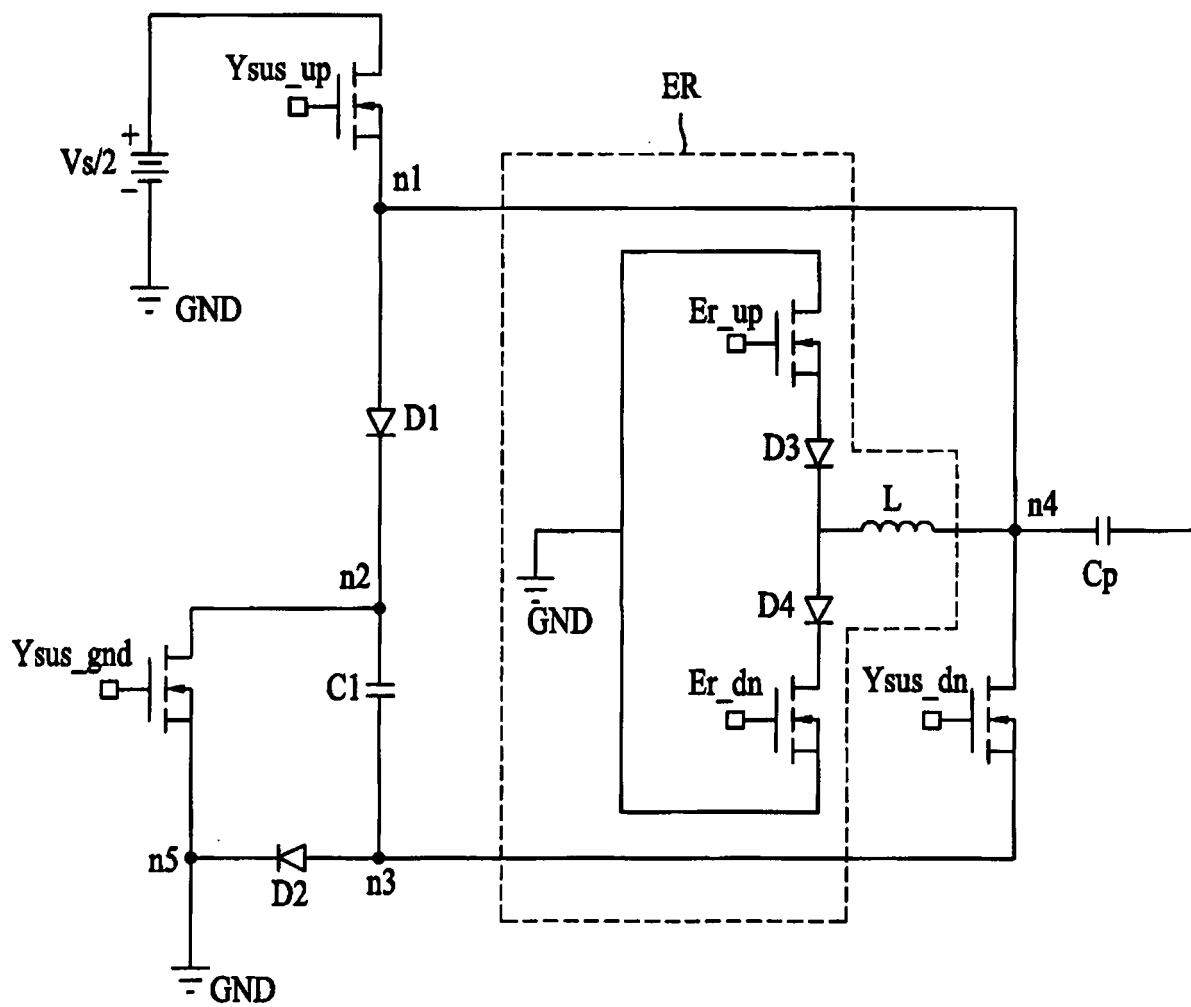 Ysus_up
ER
+
Vs/2
-
n1
GND
Er_up
D1
D3
L
n4
Cp
n2
GND
D4
Ysus_gnd
C1
Er_dn
Ysus_dn
n5
D2
n3
GND